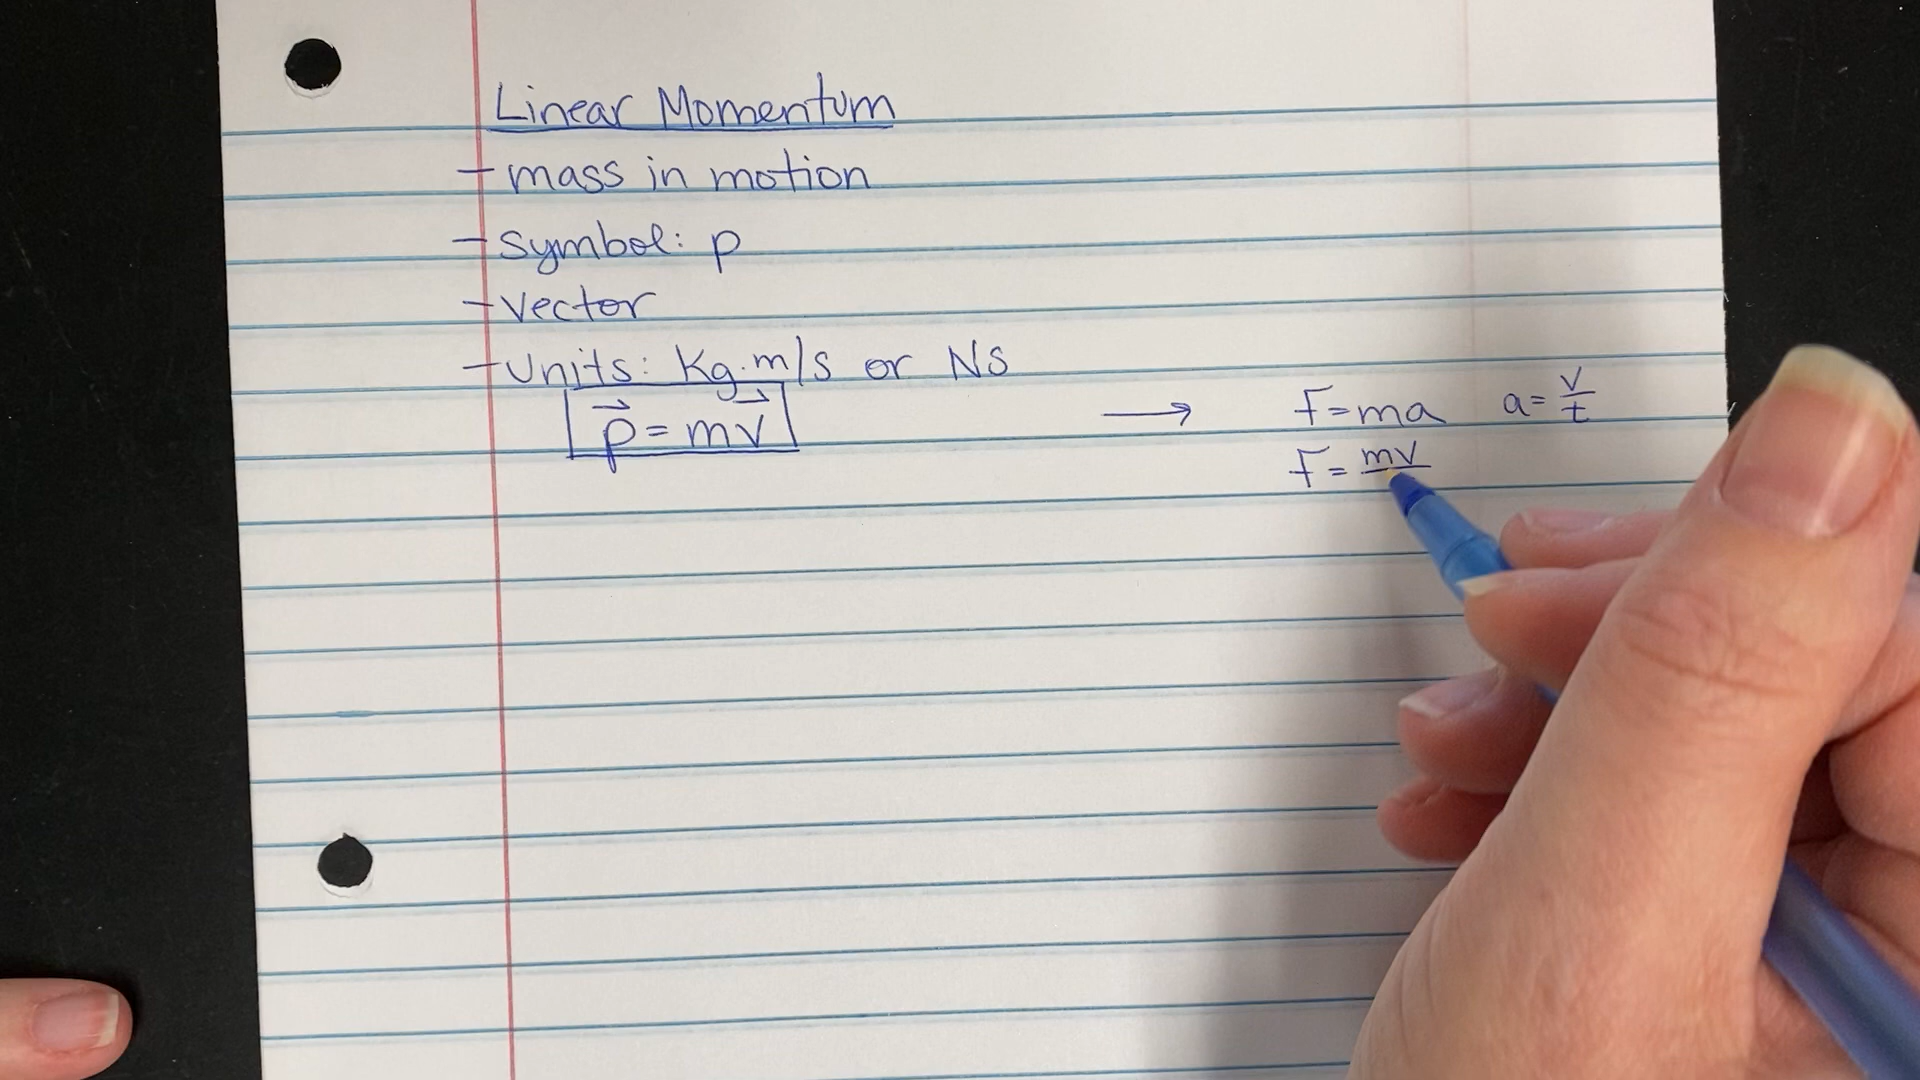 Linear Momentum
- mass in motion
- symbol: p
- Vector
- Units: Kg.m/s or Ns
p⃗ = mv⃗ → F=ma a=v/t
F=mv